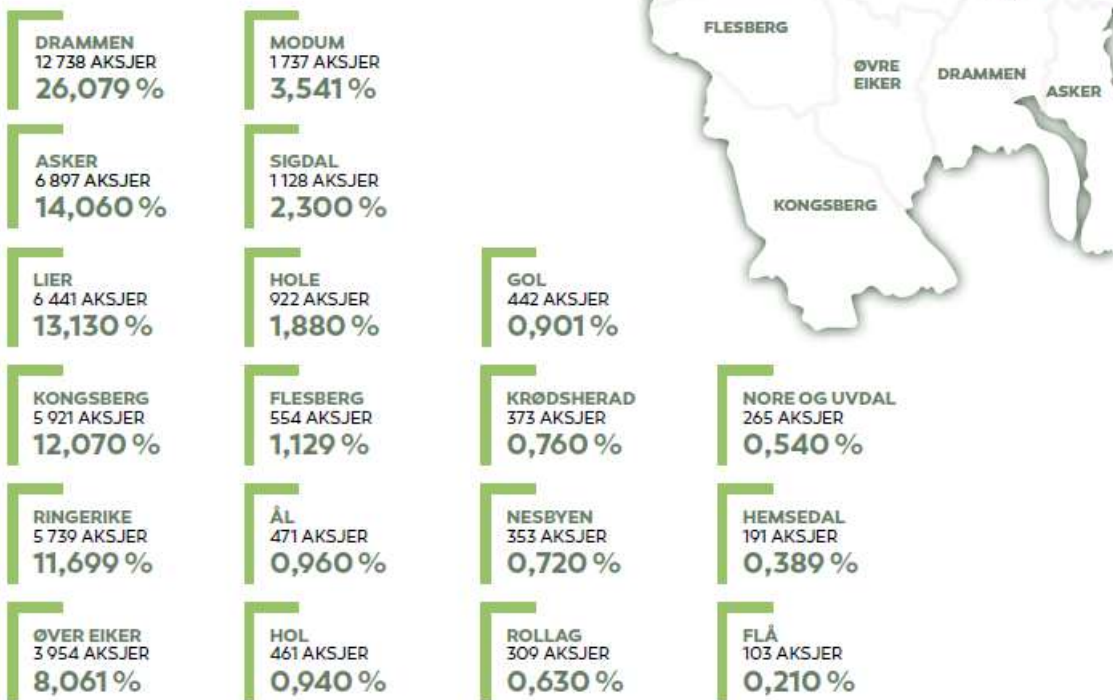 DRAMMEN
12 738 AKSJER
26,079 %
MODUM
1 737 AKSJER
3,541 %
ASKER
6 897 AKSJER
14,060 %
SIGDAL
1 128 AKSJER
2,300 %
LIER
6 441 AKSJER
13,130 %
HOLE
922 AKSJER
1,880 %
GOL
442 AKSJER
0,901 %
KONGSBERG
5 921 AKSJER
12,070 %
FLESBERG
554 AKSJER
1,129 %
KRØDSHERAD
373 AKSJER
0,760 %
NORE OG UVDAL
265 AKSJER
0,540 %
RINGERIKE
5 739 AKSJER
11,699 %
ÅL
471 AKSJER
0,960 %
NESBYEN
353 AKSJER
0,720 %
HEMSEDAL
191 AKSJER
0,389 %
ØVER EIKER
3 954 AKSJER
8,061 %
HOL
461 AKSJER
0,940 %
ROLLAG
309 AKSJER
0,630 %
FLÅ
103 AKSJER
0,210 %
FLESBERG
ØVRE
EIKER
DRAMMEN
ASKER
KONGSBERG